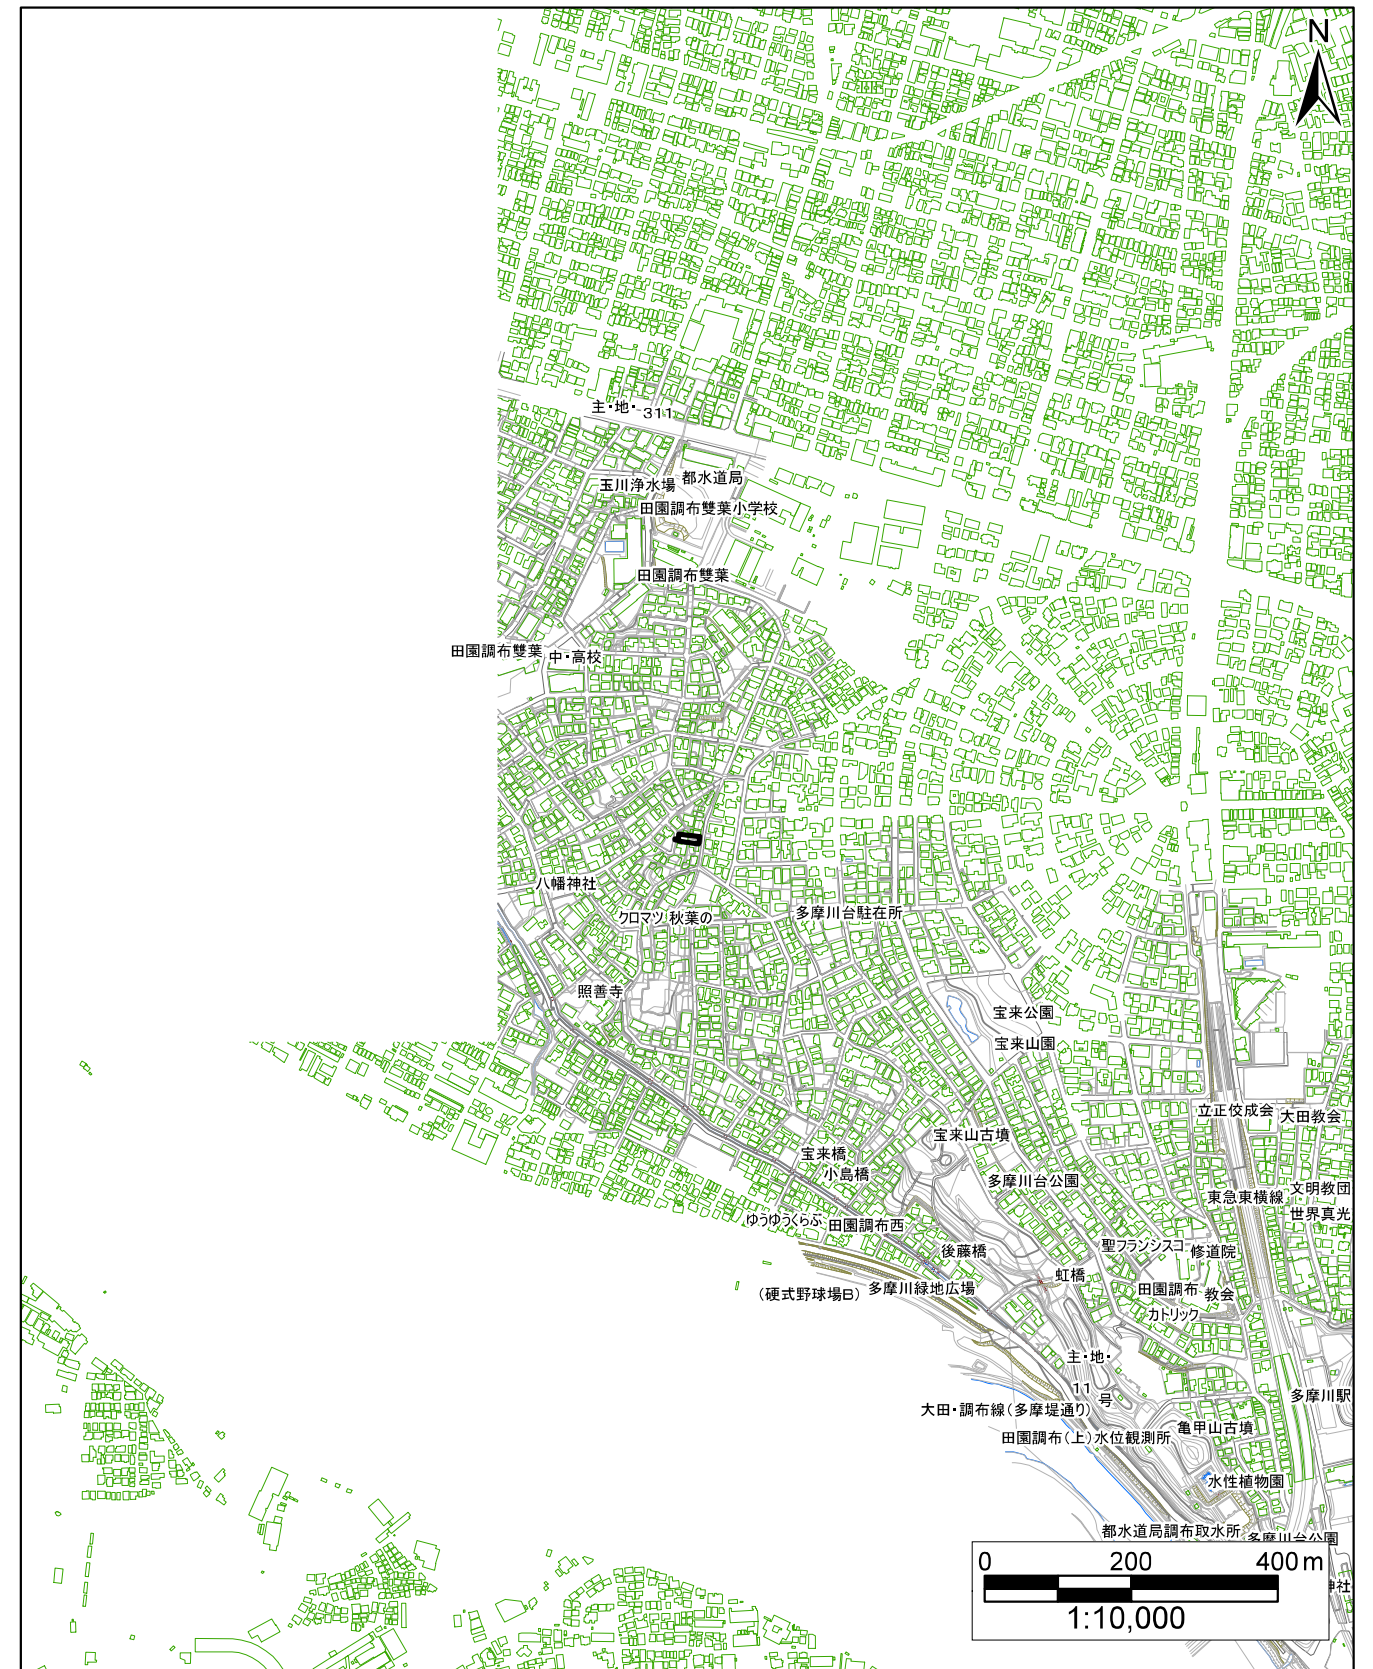 N
主・地・311
都水道局
玉川浄水場
田園調布雙葉小学校
田園調布雙葉
田園調布雙葉
中・高校
八幡神社
クロマツ
秋葉の
多摩川台駐在所
照善寺
宝来公園
宝来山園
立正佼成会
大田教会
宝来山古墳
宝来橋
小島橋
多摩川台公園
文明教団
東急東横線
世界真光
ゆうゆうくらぶ
田園調布西
後藤橋
聖フランシスコ
修道院
虹橋
多摩川緑地広場
(硬式野球場B)
田園調布
教会
カトリック
主・地・
11
号
多摩川駅
大田・調布線(多摩堤通り)
亀甲山古墳
田園調布(上)水位観測所
水性植物園
都水道局調布取水所
多摩川台公園
0 200 400m
神社
1:10,000